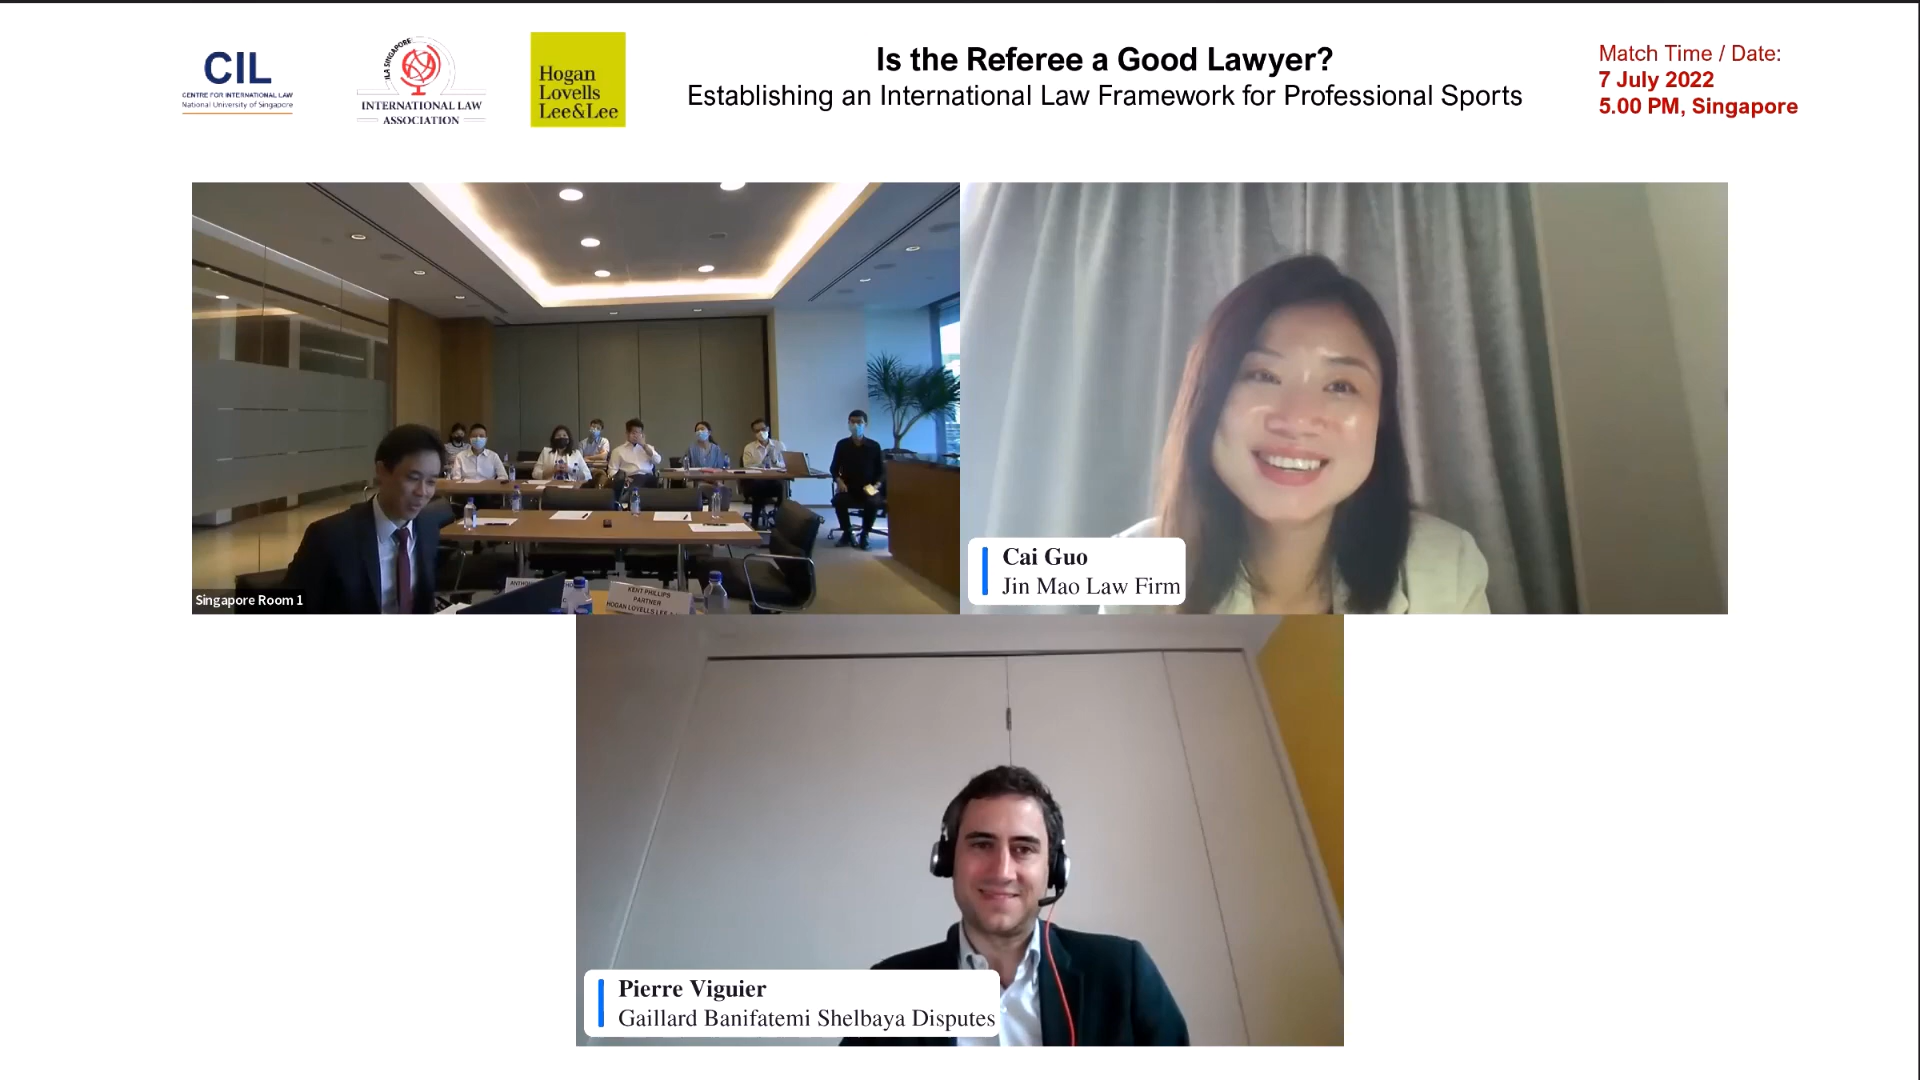 CIL
CENTRE FOR INTERNATIONAL LAW
National University of Singapore
ILA SINGAPORE
INTERNATIONAL LAW
ASSOCIATION
Hogan
Lovells
Lee&Lee
Is the Referee a Good Lawyer?
Establishing an International Law Framework for Professional Sports
Match Time / Date:
7 July 2022
5.00 PM, Singapore
KENT PHILLIPS
PARTNER
HOGAN LOVELLS LEE &
Singapore Room 1
Cai Guo
Jin Mao Law Firm
Pierre Viguier
Gaillard Banifatemi Shelbaya Disputes